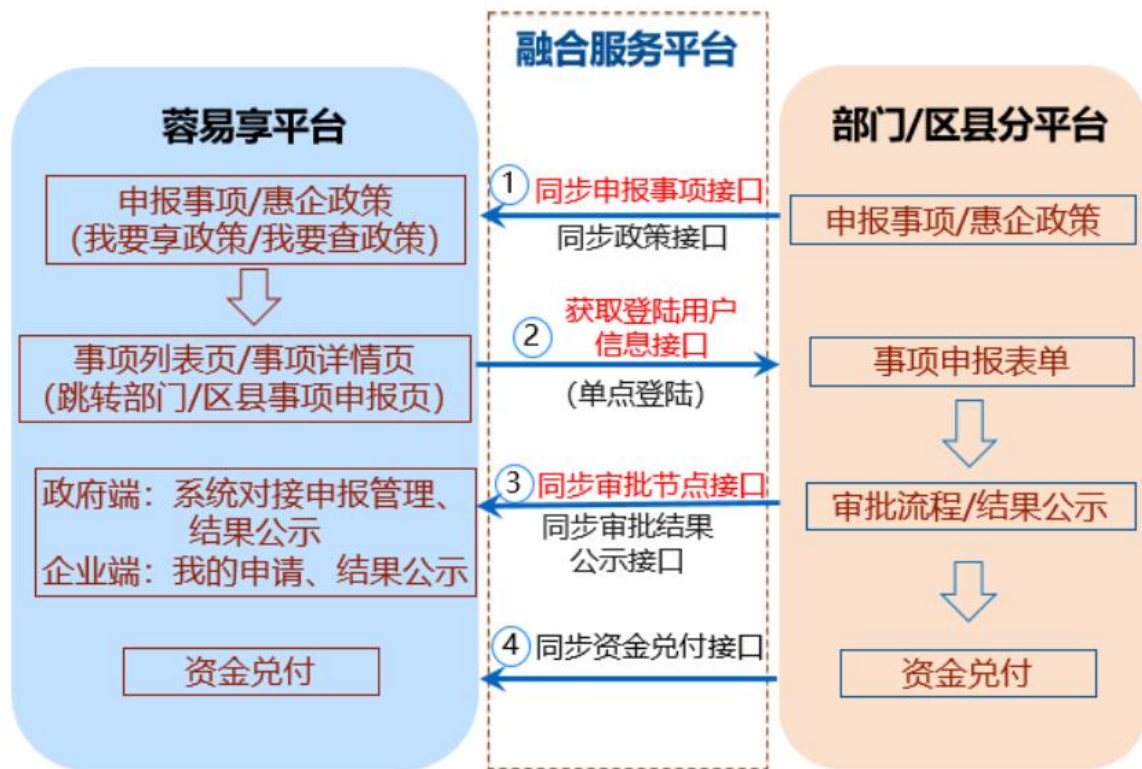 融合服务平台
蓉易享平台
部门/区县分平台
申报事项/惠企政策
(我要享政策/我要查政策)
①
同步申报事项接口
同步政策接口
申报事项/惠企政策
事项列表页/事项详情页
(跳转部门/区县事项申报页)
②
获取登陆用户
信息接口
(单点登陆)
事项申报表单
政府端：系统对接申报管理、
结果公示
企业端：我的申请、结果公示
③
同步审批节点接口
同步审批结果
公示接口
审批流程/结果公示
资金兑付
④
同步资金兑付接口
资金兑付